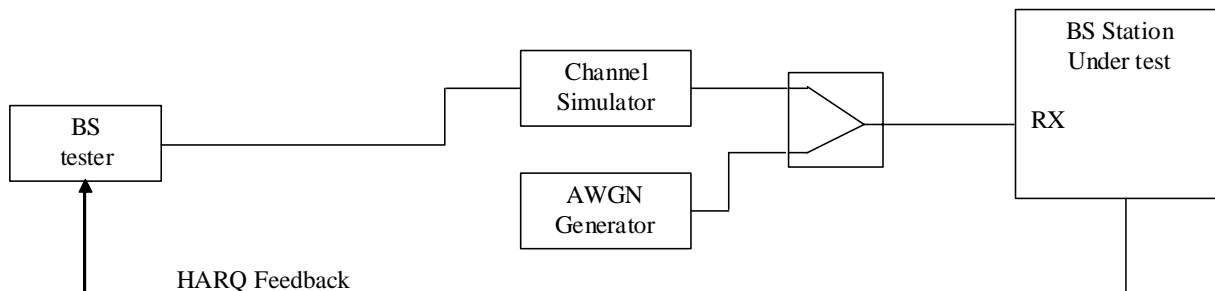 BS Station
Under test
Channel
Simulator
BS
tester
RX
AWGN
Generator
HARQ Feedback